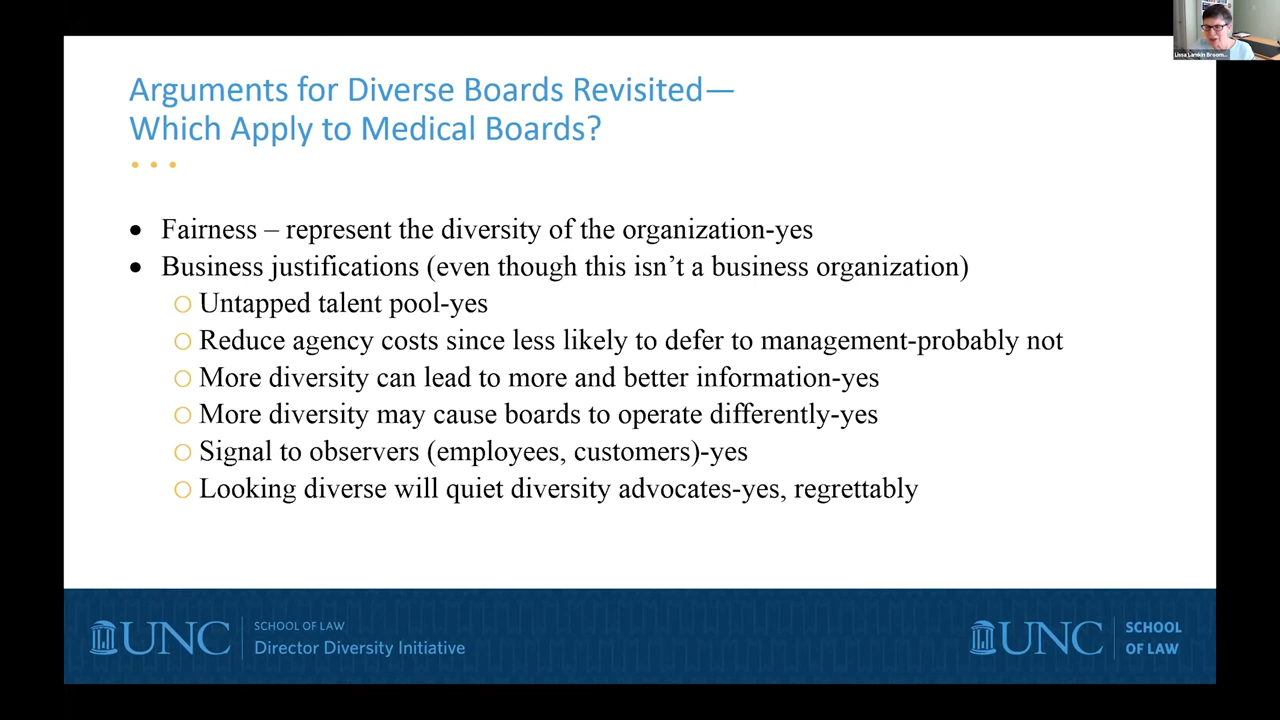 Lissa Lamkin Broom...
Arguments for Diverse Boards Revisited—
Which Apply to Medical Boards?
• Fairness – represent the diversity of the organization-yes
• Business justifications (even though this isn’t a business organization)
Untapped talent pool-yes
Reduce agency costs since less likely to defer to management-probably not
More diversity can lead to more and better information-yes
More diversity may cause boards to operate differently-yes
Signal to observers (employees, customers)-yes
Looking diverse will quiet diversity advocates-yes, regrettably
UNC SCHOOL OF LAW
Director Diversity Initiative
UNC SCHOOL
OF LAW